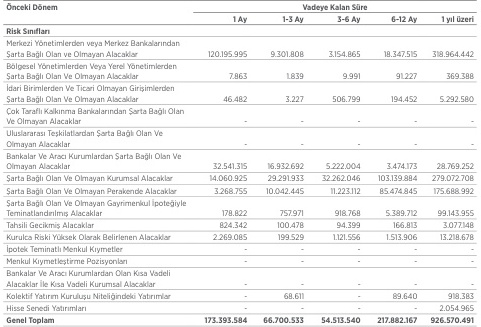 Önceki Dönem Vadeye Kalan Süre
1 Ay 1-3 Ay 3-6 Ay 6-12 Ay 1 yıl üzeri
Risk Sınıfları
Merkezi Yönetimlerden veya Merkez Bankalarından
Şarta Bağlı Olan ve Olmayan Alacaklar 120.195.995 9.301.808 3.154.865 18.347.515 318.964.442
Bölgesel Yönetimlerden Veya Yerel Yönetimlerden
Şarta Bağlı Olan Ve Olmayan Alacaklar 7.863 1.839 9.991 91.227 369.388
İdari Birimlerden Ve Ticari Olmayan Girişimlerden
Şarta Bağlı Olan Ve Olmayan Alacaklar 46.482 3.227 506.799 194.452 5.292.580
Çok Taraflı Kalkınma Bankalarından Şarta Bağlı Olan
Ve Olmayan Alacaklar - - - - -
Uluslararası Teşkilatlardan Şarta Bağlı Olan Ve
Olmayan Alacaklar - - - - -
Bankalar Ve Aracı Kurumlardan Şarta Bağlı Olan Ve
Olmayan Alacaklar 32.541.315 16.932.692 5.222.004 3.474.173 28.769.252
Şarta Bağlı Olan Ve Olmayan Kurumsal Alacaklar 14.060.925 29.291.933 32.262.046 103.139.884 279.072.708
Şarta Bağlı Olan Ve Olmayan Perakende Alacaklar 3.268.755 10.042.445 11.223.112 85.474.845 175.688.992
Şarta Bağlı Olan Ve Olmayan Gayrimenkul İpoteğiyle
Teminatlandırılmış Alacaklar 178.822 757.971 918.768 5.389.712 99.143.955
Tahsili Gecikmiş Alacaklar 824.342 100.478 94.399 166.813 3.077.148
Kurulca Riski Yüksek Olarak Belirlenen Alacaklar 2.269.085 199.529 1.121.556 1.513.906 13.218.678
İpotek Teminatlı Menkul Kıymetler - - - - -
Menkul Kıymetleştirme Pozisyonları - - - - -
Bankalar Ve Aracı Kurumlardan Olan Kısa Vadeli
Alacaklar İle Kısa Vadeli Kurumsal Alacaklar - - - - -
Kolektif Yatırım Kuruluşu Niteliğindeki Yatırımlar - 68.611 - 89.640 918.383
Hisse Senedi Yatırımları - - - - 2.054.965
Genel Toplam 173.393.584 66.700.533 54.513.540 217.882.167 926.570.491